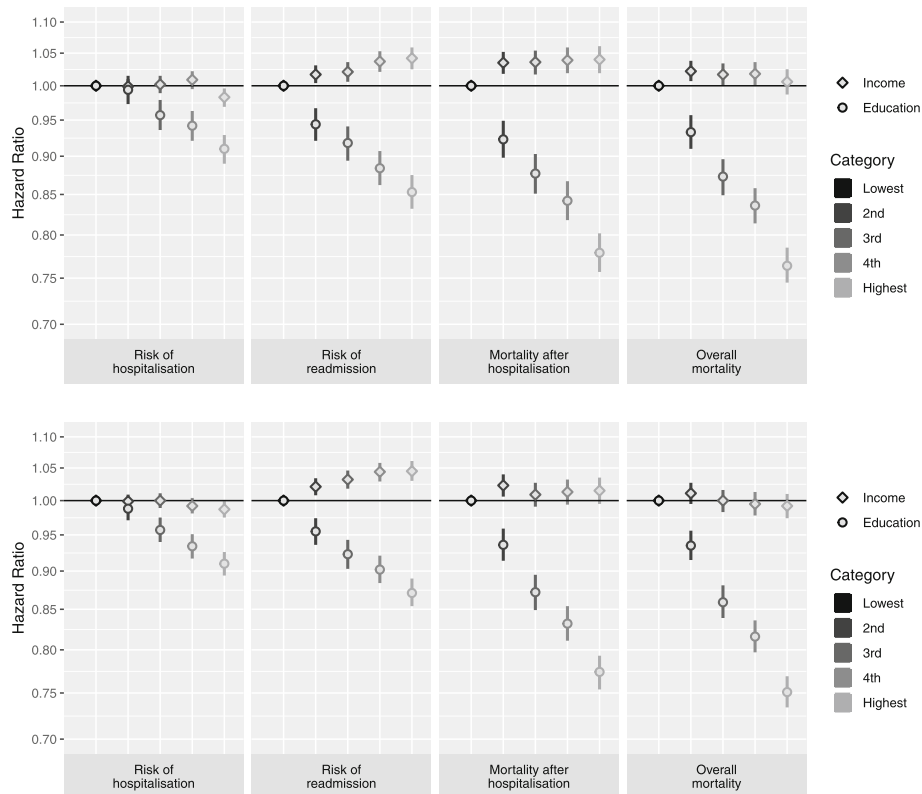 1.10
1.05
1.00
0.95
0.90
0.85
0.80
0.75
0.70
Hazard Ratio
Risk of
hospitalisation
Risk of
readmission
Mortality after
hospitalisation
Overall
mortality
Income
Education
Category
Lowest
2nd
3rd
4th
Highest
1.10
1.05
1.00
0.95
0.90
0.85
0.80
0.75
0.70
Hazard Ratio
Risk of
hospitalisation
Risk of
readmission
Mortality after
hospitalisation
Overall
mortality
Income
Education
Category
Lowest
2nd
3rd
4th
Highest